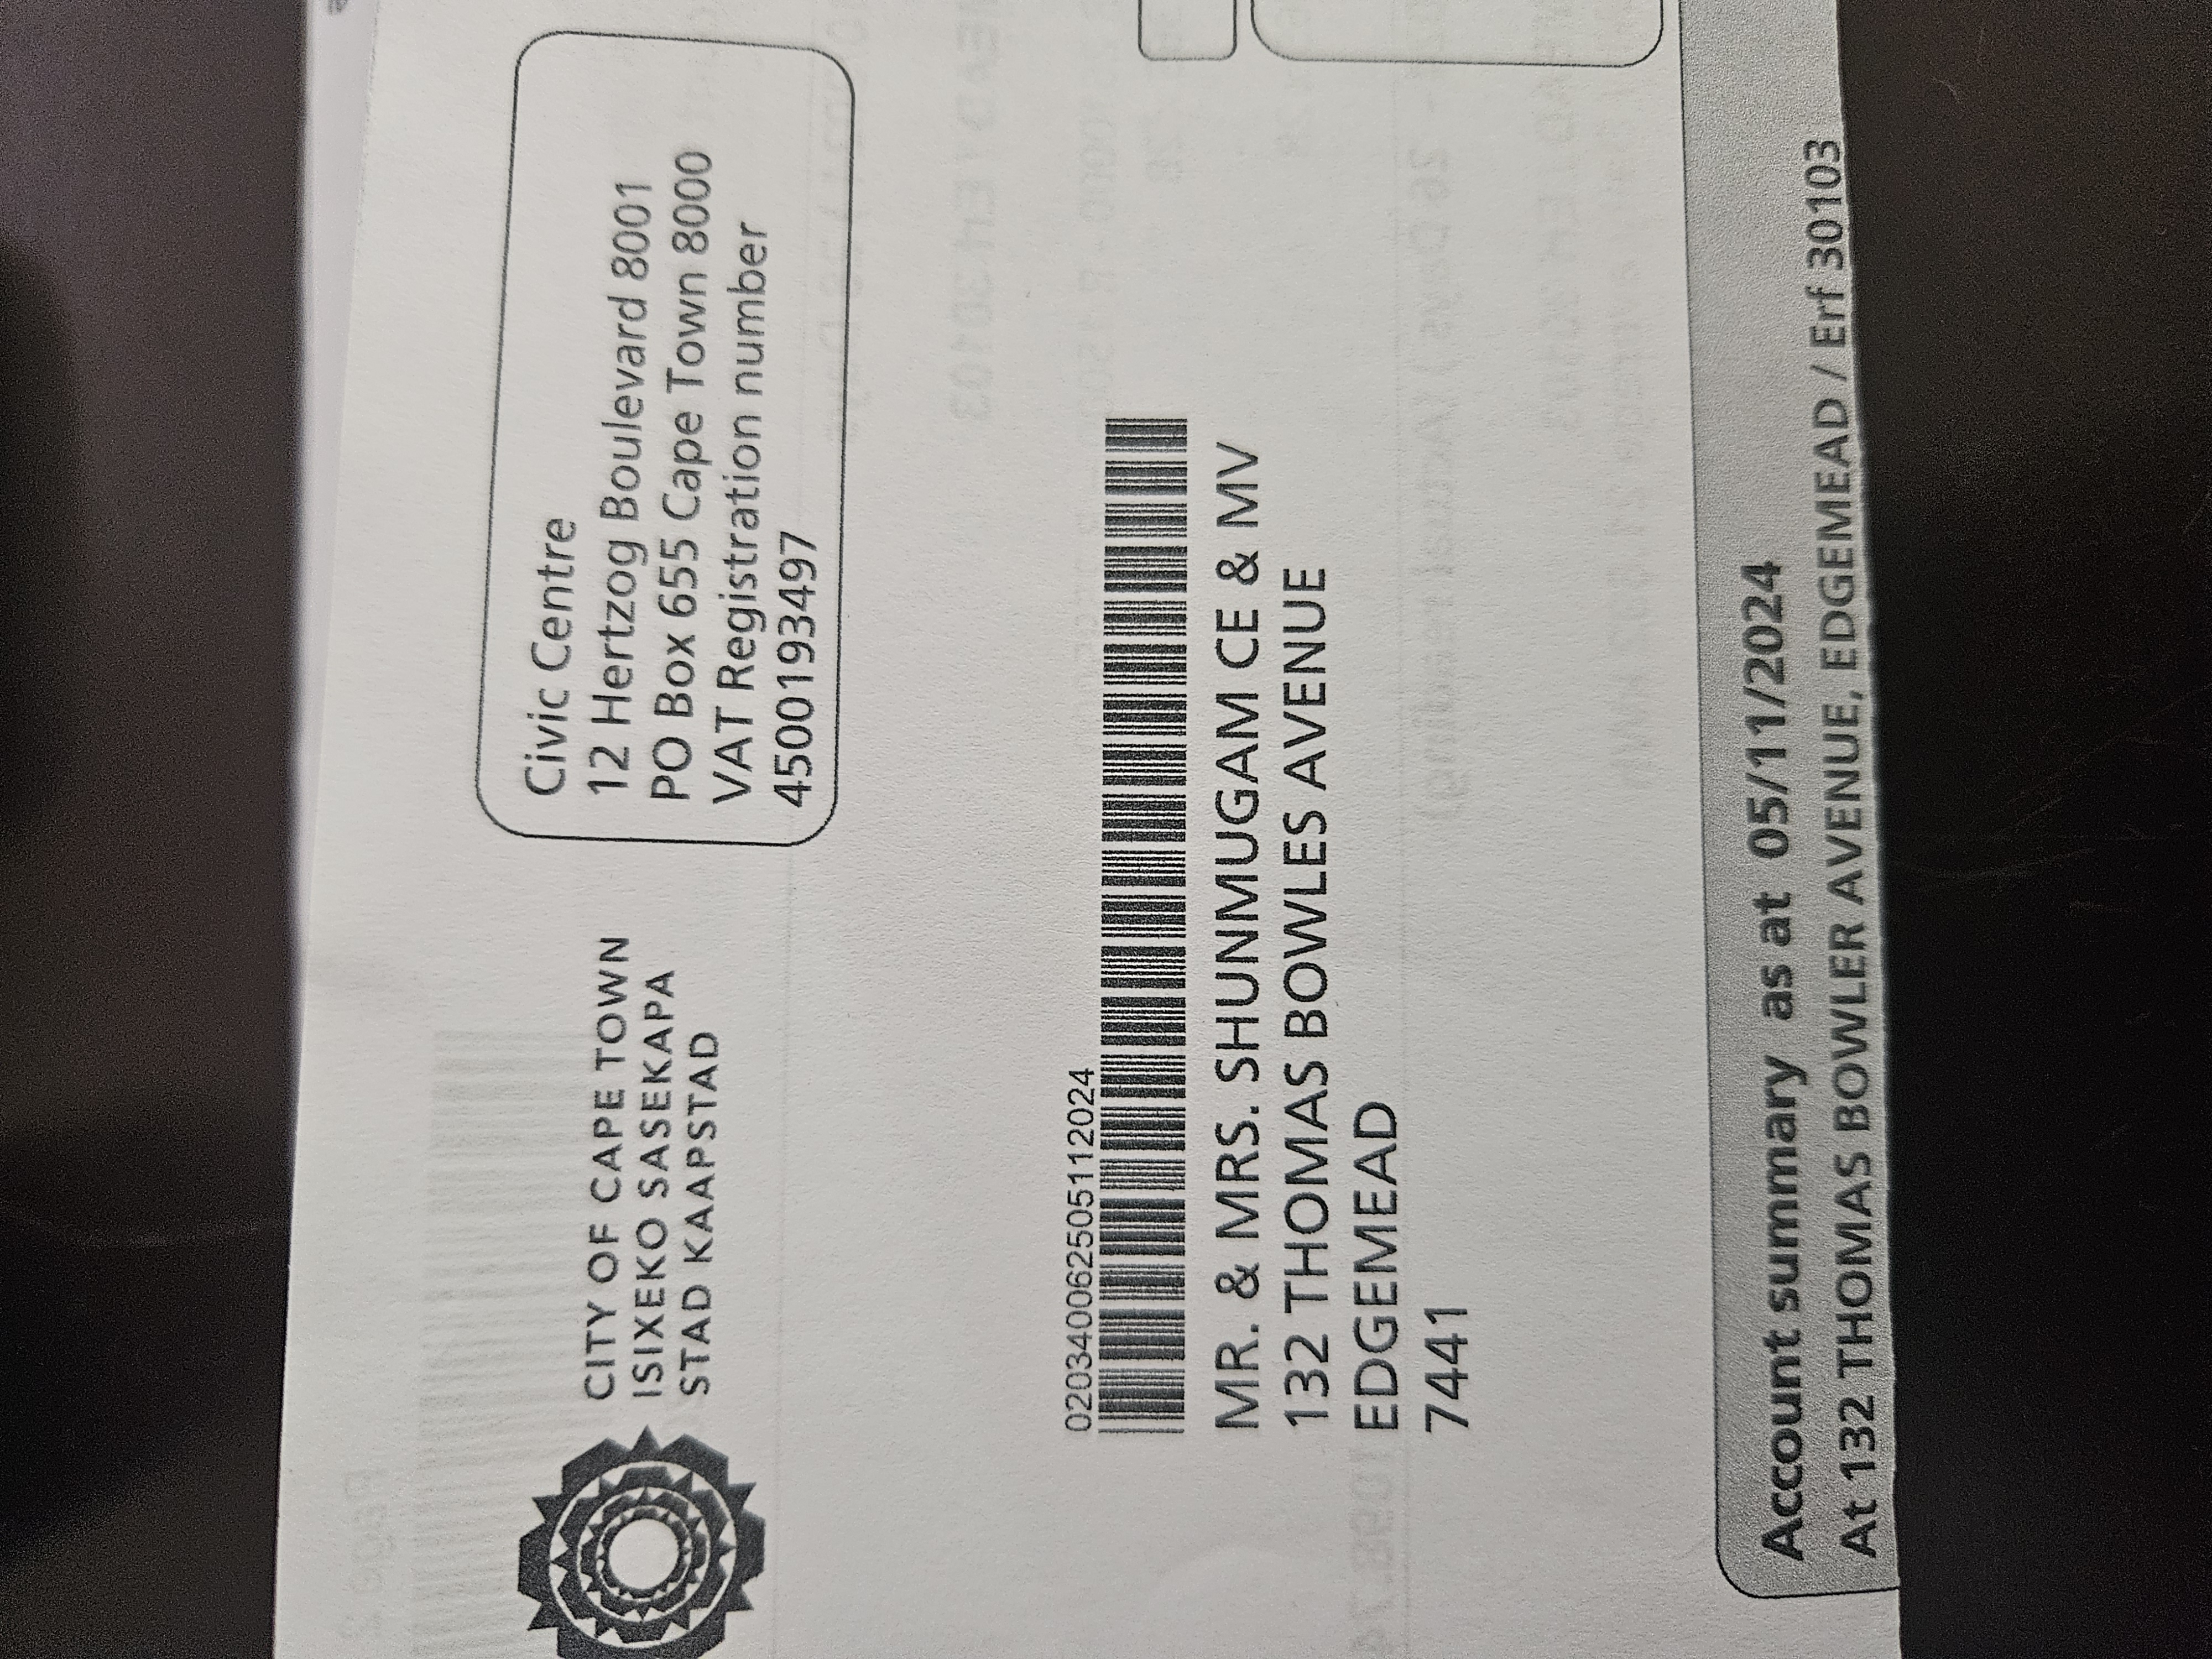 CITY OF CAPE TOWN
ISIXEKO SASEKAPA
STAD KAAPSTAD
Civic Centre
12 Hertzog Boulevard 8001
PO Box 655 Cape Town 8000
VAT Registration number
4500193497
020340062505112024
MR. & MRS. SHUNMUGAM CE & MV
132 THOMAS BOWLES AVENUE
EDGEMEAD
7441
Account summary as at 05/11/2024
At 132 THOMAS BOWLER AVENUE, EDGEMEAD / Erf 30103